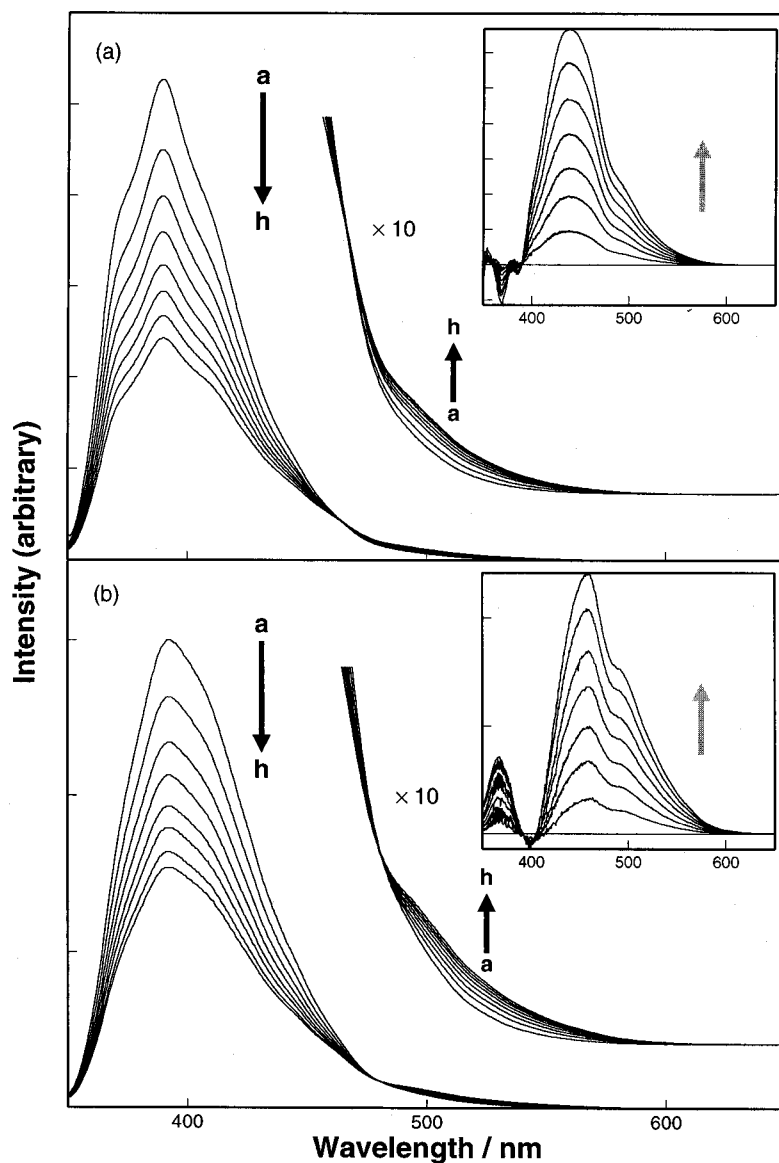 (a)
a
h
× 10
h
a
400
500
600
(b)
a
h
× 10
h
a
400
500
600
400
500
600
Intensity (arbitrary)
Wavelength / nm